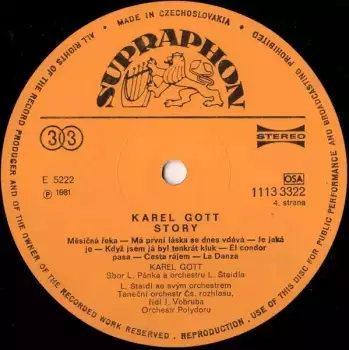 MADE IN CZECHOSLOVAKIA
ALL RIGHTS OF THE RECORD PRODUCER AND OF THE OWNER OF THE RECORDED WORK RESERVED. REPRODUCTION, USE OF THIS DISC FOR PUBLIC PERFORMANCE AND BROADCASTING PROHIBITED
SUPRAPHON
33
STEREO
E 5222
OSA
℗ 1981
1113 3322
4. strana
KAREL GOTT
STORY
Měsíčná řeka — Má první láska se dnes vdává — Je jaká
je — Když jsem já byl tenkrát kluk — El condor
pasa — Cesta rájem — La Danza
KAREL GOTT
Sbor L. Pánka a orchestr L. Štaidla
L. Štaidl se svým orchestrem
Taneční orchestr Čs. rozhlasu,
řídí J. Vobruba
Orchestr Polydoru